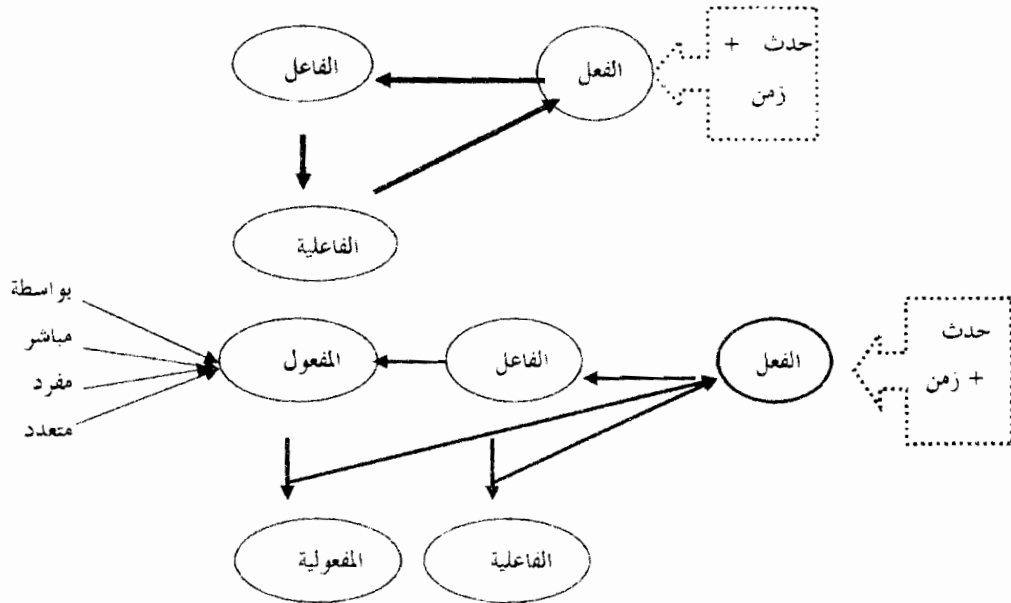 حدث +
زمن
الفعل
الفاعل
الفاعلية
حدث
+ زمن
الفعل
الفاعل
المفعول
بواسطة
مباشر
مفرد
متعدد
الفاعلية
المفعولية